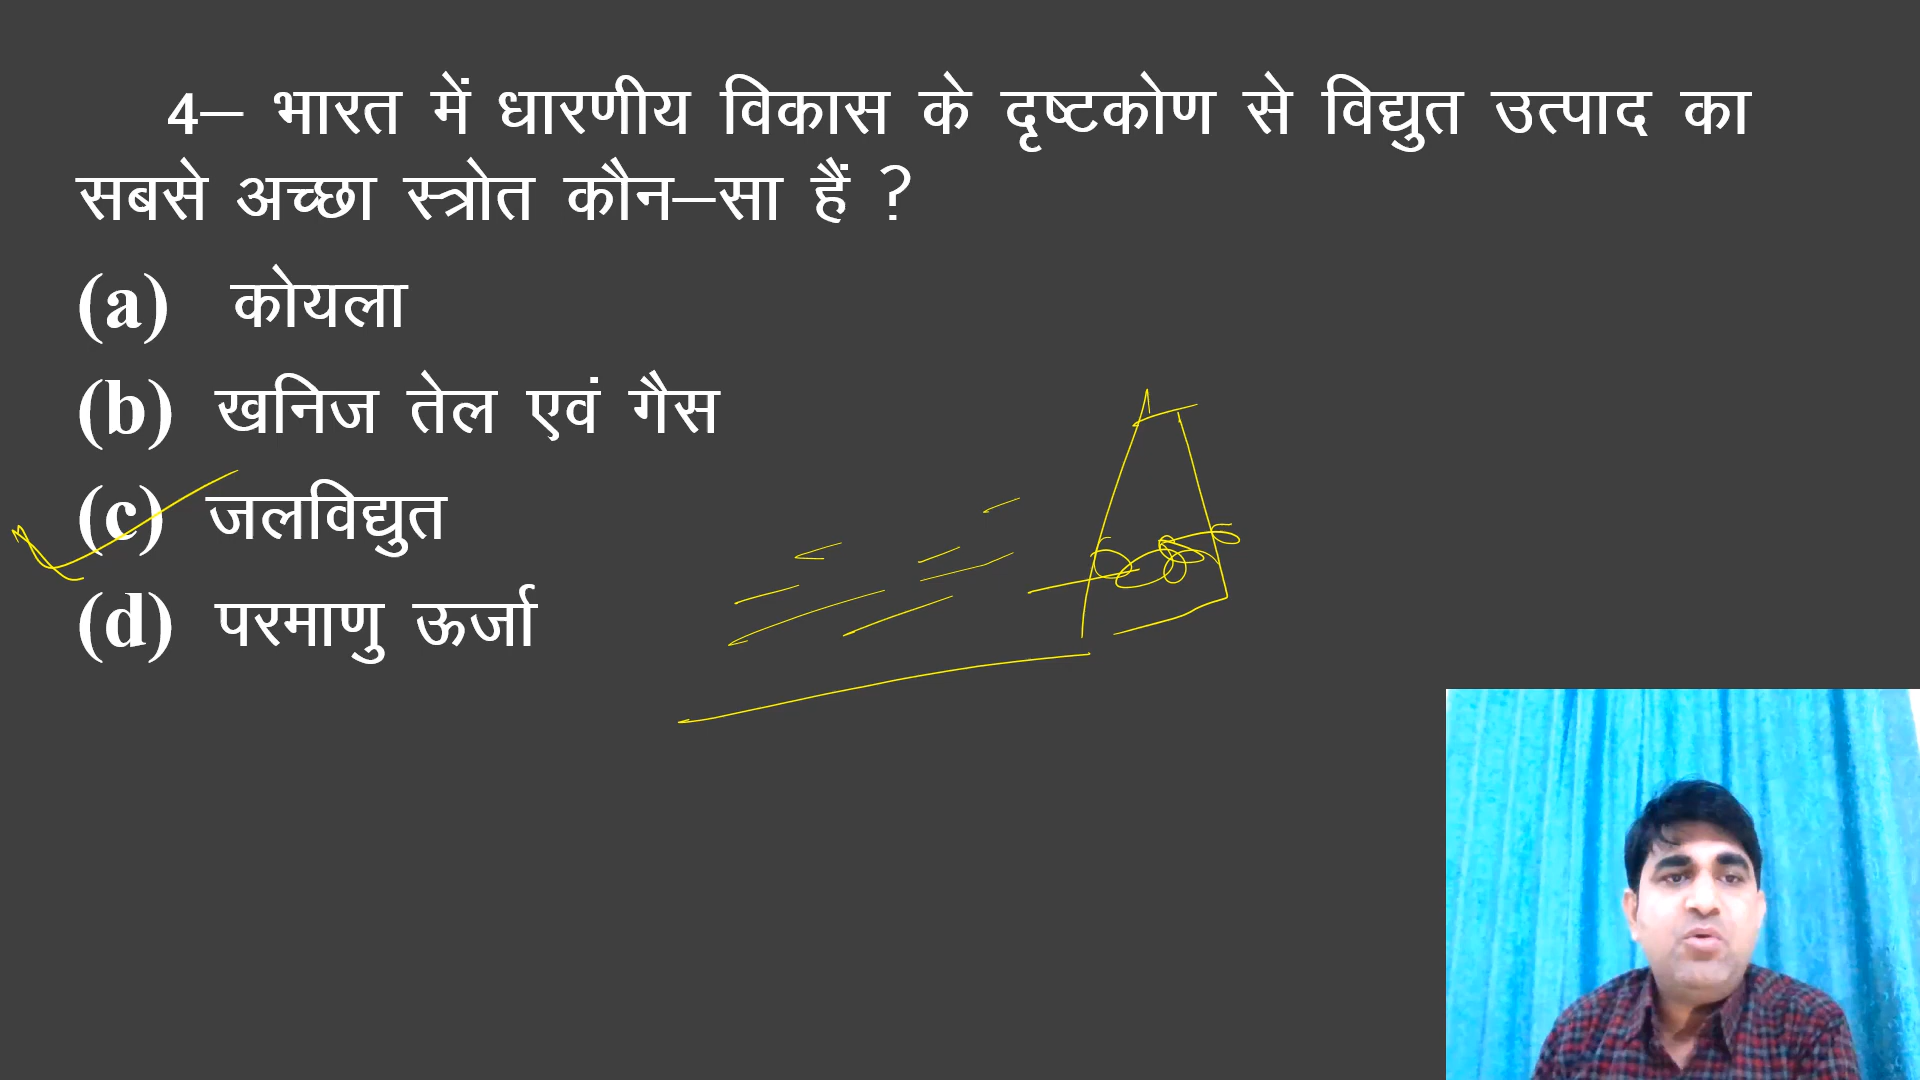 4– भारत में धारणीय विकास के दृष्टकोण से विद्युत उत्पाद का
सबसे अच्छा स्त्रोत कौन–सा हैं ?
(a) कोयला
(b) खनिज तेल एवं गैस
(c) जलविद्युत
(d) परमाणु ऊर्जा